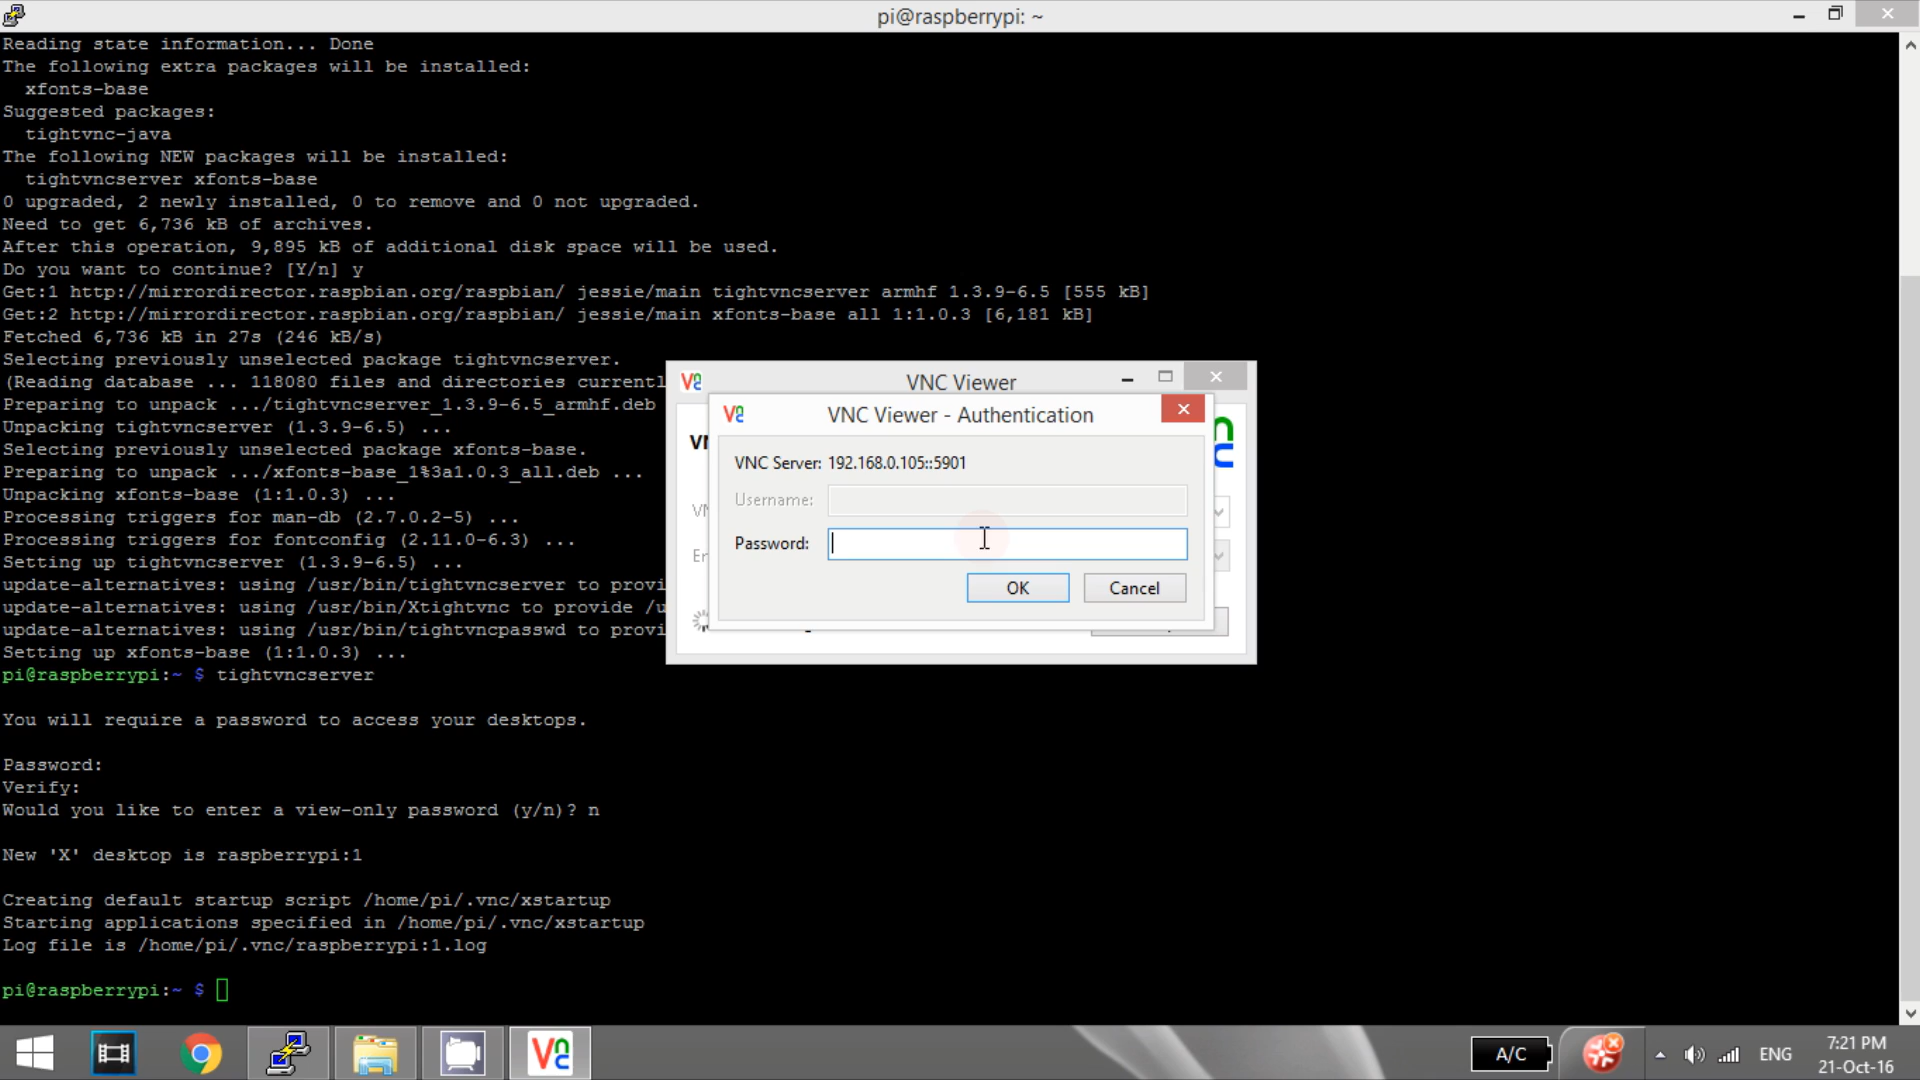 pi@raspberrypi: ~
Reading state information... Done
The following extra packages will be installed:
xfonts-base
Suggested packages:
tightvnc-java
The following NEW packages will be installed:
tightvncserver xfonts-base
0 upgraded, 2 newly installed, 0 to remove and 0 not upgraded.
Need to get 6,736 kB of archives.
After this operation, 9,895 kB of additional disk space will be used.
Do you want to continue? [Y/n] y
Get:1 http://mirrordirector.raspbian.org/raspbian/ jessie/main tightvncserver armhf 1.3.9-6.5 [555 kB]
Get:2 http://mirrordirector.raspbian.org/raspbian/ jessie/main xfonts-base all 1:1.0.3 [6,181 kB]
Fetched 6,736 kB in 27s (246 kB/s)
Selecting previously unselected package tightvncserver.
(Reading database ... 118080 files and directories currentl
Preparing to unpack .../tightvncserver_1.3.9-6.5_armhf.deb
Unpacking tightvncserver (1.3.9-6.5) ...
Selecting previously unselected package xfonts-base.
Preparing to unpack .../xfonts-base_1%3a1.0.3_all.deb ...
Unpacking xfonts-base (1:1.0.3) ...
Processing triggers for man-db (2.7.0.2-5) ...
Processing triggers for fontconfig (2.11.0-6.3) ...
Setting up tightvncserver (1.3.9-6.5) ...
update-alternatives: using /usr/bin/tightvncserver to provi
update-alternatives: using /usr/bin/Xtightvnc to provide /u
update-alternatives: using /usr/bin/tightvncpasswd to provi
Setting up xfonts-base (1:1.0.3) ...
pi@raspberrypi:~ $ tightvncserver
You will require a password to access your desktops.
Password:
Verify:
Would you like to enter a view-only password (y/n)? n
New 'X' desktop is raspberrypi:1
Creating default startup script /home/pi/.vnc/xstartup
Starting applications specified in /home/pi/.vnc/xstartup
Log file is /home/pi/.vnc/raspberrypi:1.log
pi@raspberrypi:~ $
VNC Viewer
VNC Viewer - Authentication
VNC Server: 192.168.0.105::5901
Username:
Password:
OK Cancel
A/C
ENG
7:21 PM
21-Oct-16